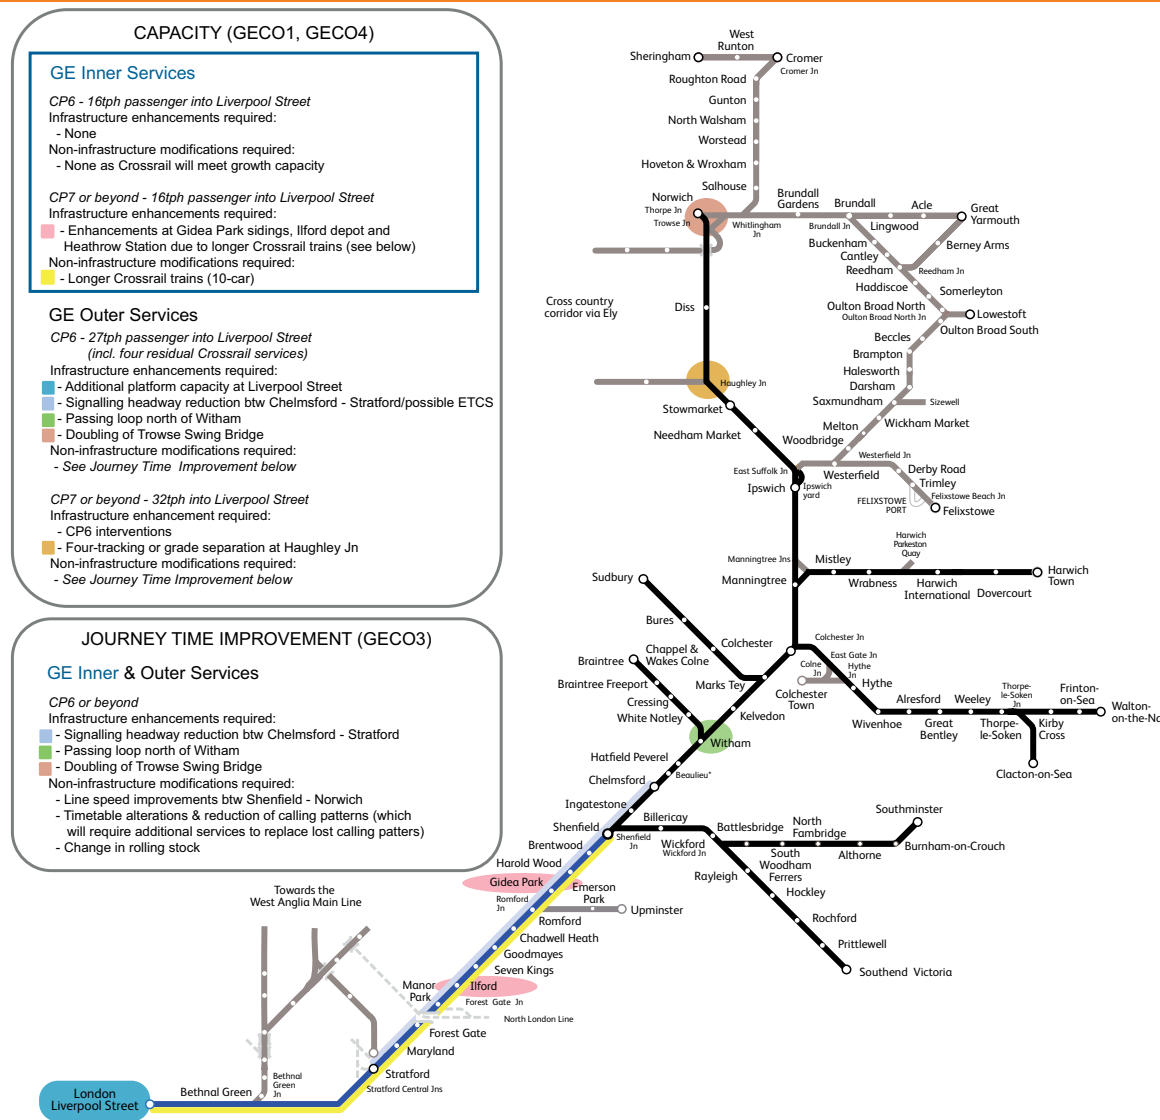 CAPACITY (GECO1, GECO4)
GE Inner Services
CP6 - 16tph passenger into Liverpool Street
Infrastructure enhancements required:
- None
Non-infrastructure modifications required:
- None as Crossrail will meet growth capacity
CP7 or beyond - 16tph passenger into Liverpool Street
Infrastructure enhancements required:
- Enhancements at Gidea Park sidings, Ilford depot and
Heathrow Station due to longer Crossrail trains (see below)
Non-infrastructure modifications required:
- Longer Crossrail trains (10-car)
GE Outer Services
CP6 - 27tph passenger into Liverpool Street
(incl. four residual Crossrail services)
Infrastructure enhancements required:
- Additional platform capacity at Liverpool Street
- Signalling headway reduction btw Chelmsford - Stratford/possible ETCS
- Passing loop north of Witham
- Doubling of Trowse Swing Bridge
Non-infrastructure modifications required:
- See Journey Time Improvement below
CP7 or beyond - 32tph into Liverpool Street
Infrastructure enhancement required:
- CP6 interventions
- Four-tracking or grade separation at Haughley Jn
Non-infrastructure modifications required:
- See Journey Time Improvement below
JOURNEY TIME IMPROVEMENT (GECO3)
GE Inner & Outer Services
CP6 or beyond
Infrastructure enhancements required:
- Signalling headway reduction btw Chelmsford - Stratford
- Passing loop north of Witham
- Doubling of Trowse Swing Bridge
Non-infrastructure modifications required:
- Line speed improvements btw Shenfield - Norwich
- Timetable alterations & reduction of calling patterns (which
will require additional services to replace lost calling patters)
- Change in rolling stock
West
Runton
Sheringham
Cromer
Cromer Jn
Roughton Road
Gunton
North Walsham
Worstead
Hoveton & Wroxham
Salhouse
Norwich
Thorpe Jn
Trowse Jn
Whitlingham
Jn
Brundall
Gardens
Brundall
Brundall Jn
Acle
Lingwood
Great
Yarmouth
Buckenham
Cantley
Berney Arms
Reedham
Reedham Jn
Haddiscoe
Somerleyton
Oulton Broad North
Oulton Broad North Jn
Lowestoft
Oulton Broad South
Beccles
Brampton
Halesworth
Darsham
Saxmundham
Sizewell
Wickham Market
Melton
Woodbridge
Westerfield Jn
Westerfield
Derby Road
Trimley
Felixstowe Beach Jn
FELIXSTOWE
PORT
Felixstowe
Cross country
corridor via Ely
Diss
Haughley Jn
Stowmarket
Needham Market
East Suffolk Jn
Ipswich
Ipswich
yard
Harwich
Parkeston
Quay
Manningtree Jns
Mistley
Manningtree
Wrabness
Harwich
International
Dovercourt
Harwich
Town
Sudbury
Bures
Chappel &
Wakes Colne
Colchester
Colchester Jn
East Gate Jn
Colne
Jn
Hythe
Jn
Hythe
Colchester
Town
Braintree
Braintree Freeport
Cressing
White Notley
Marks Tey
Kelvedon
Witham
Wivenhoe
Alresford
Great
Bentley
Weeley
Thorpe-
le-Soken
Jn
Thorpe-
le-Soken
Kirby
Cross
Frinton-
on-Sea
Walton-
on-the-Na
Clacton-on-Sea
Hatfield Peverel
Beaulieu*
Chelmsford
Ingatestone
Shenfield
Shenfield
Jn
Billericay
Wickford
Wickford Jn
Battlesbridge
South
Woodham
Ferrers
North
Fambridge
Althorne
Southminster
Burnham-on-Crouch
Rayleigh
Hockley
Rochford
Prittlewell
Southend Victoria
Brentwood
Harold Wood
Gidea Park
Emerson
Park
Romford
Jn
Romford
Upminster
Chadwell Heath
Goodmayes
Seven Kings
Ilford
Manor
Park
Forest Gate Jn
North London Line
Forest Gate
Maryland
Stratford
Stratford Central Jns
Towards the
West Anglia Main Line
Bethnal
Green
Jn
Bethnal Green
London
Liverpool Street